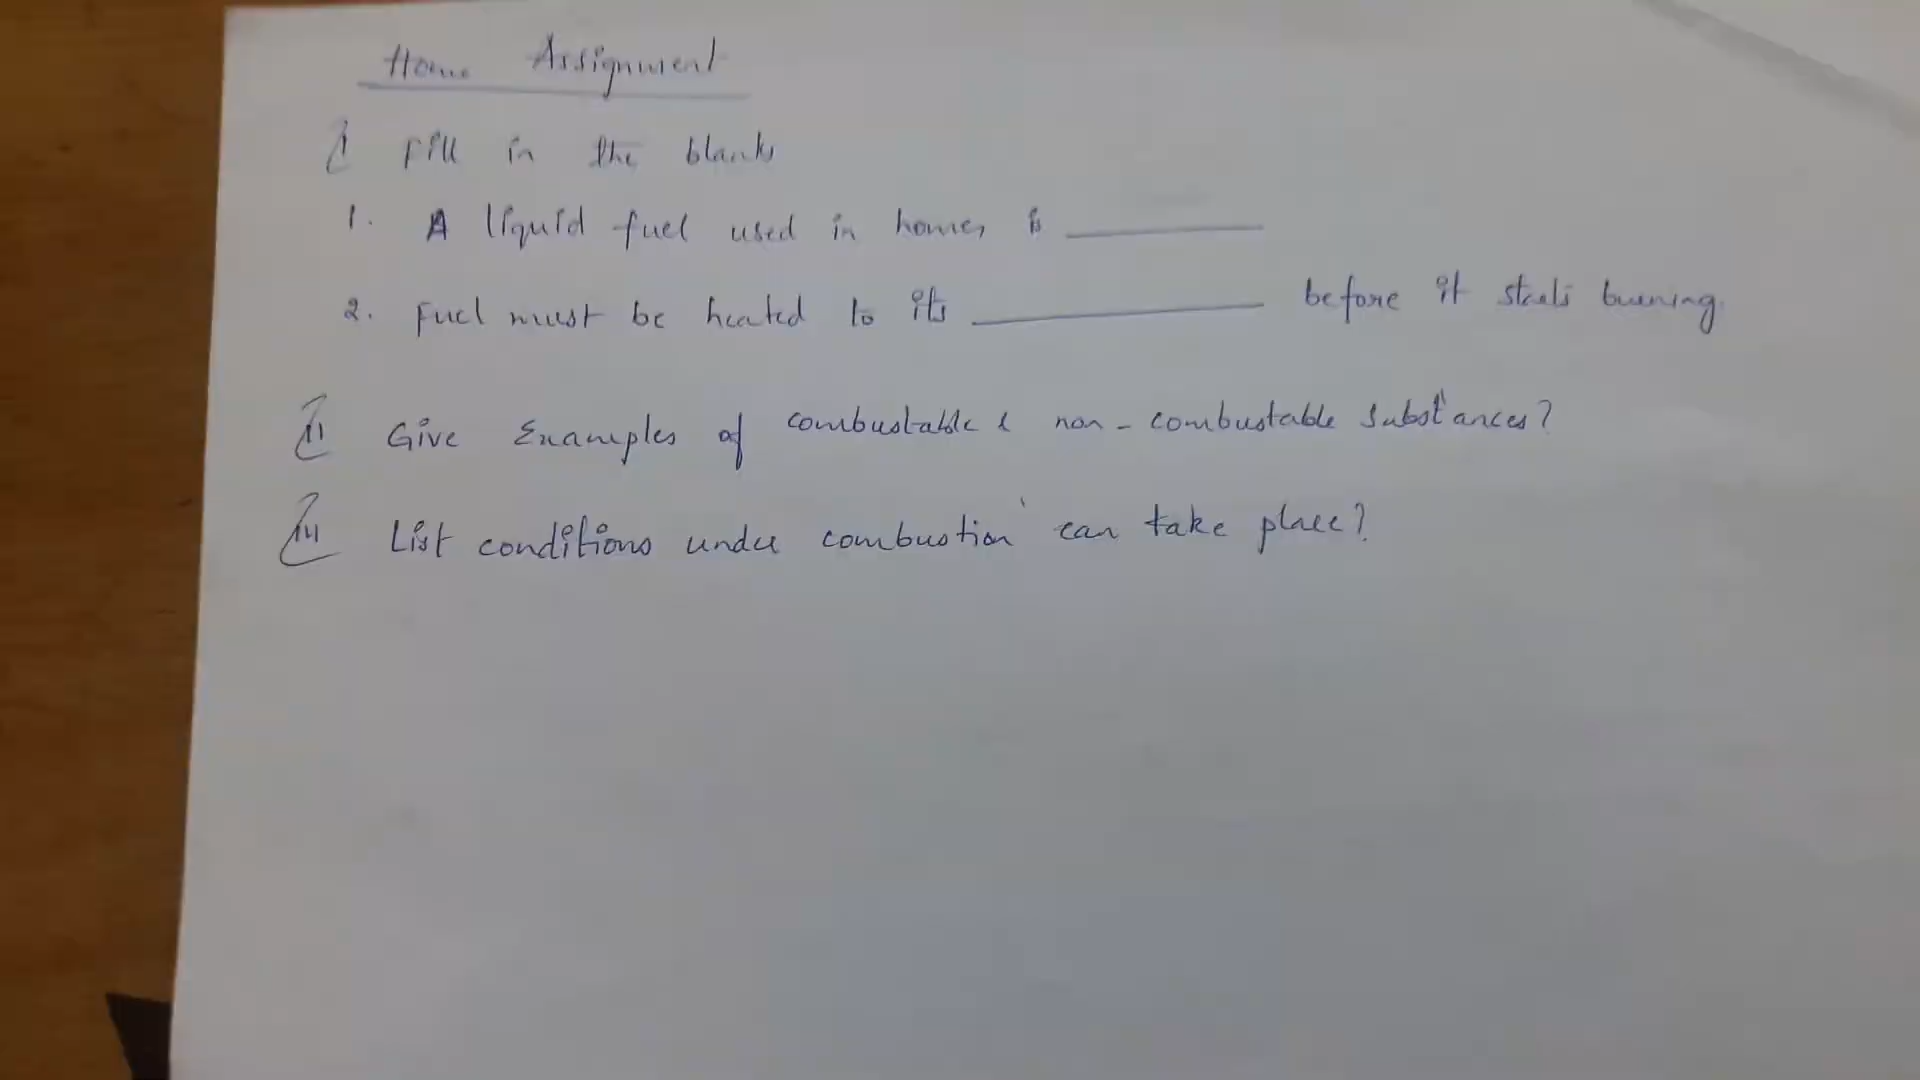 Home Assignment
I Fill in the blanks
1. A liquid fuel used in homes is ________
2. Fuel must be heated to its ________ before it starts burning.
II Give Examples of combustable & non-combustable substances?
III List conditions under combustion can take place?